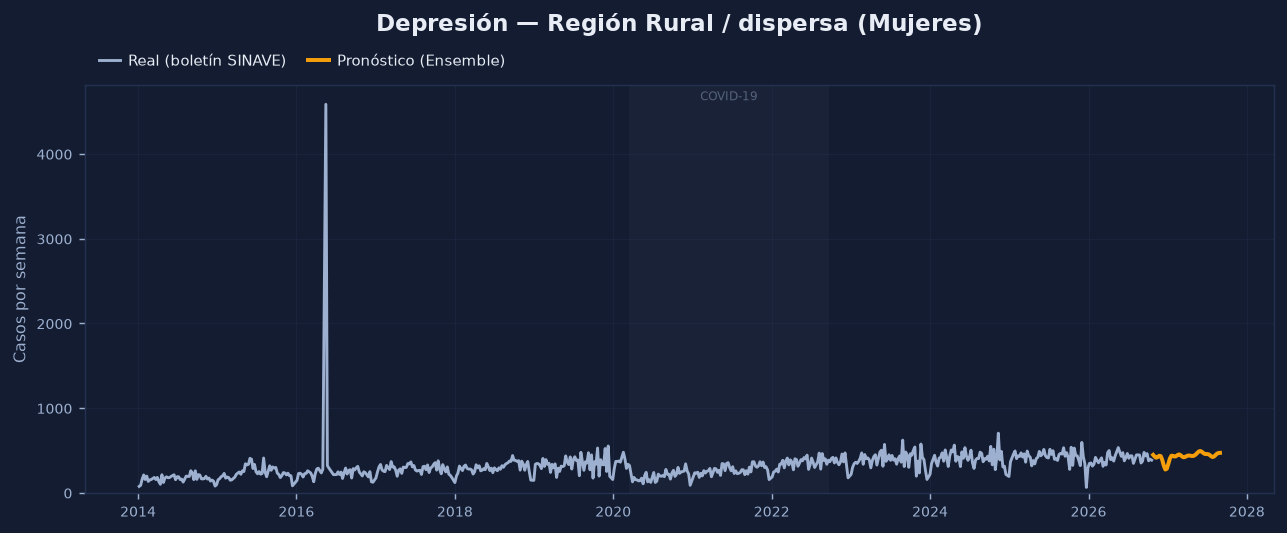 Depresión — Región Rural / dispersa (Mujeres)
Real (boletín SINAVE) Pronóstico (Ensemble)
COVID-19
Casos por semana
4000
3000
2000
1000
0
2014 2016 2018 2020 2022 2024 2026 2028